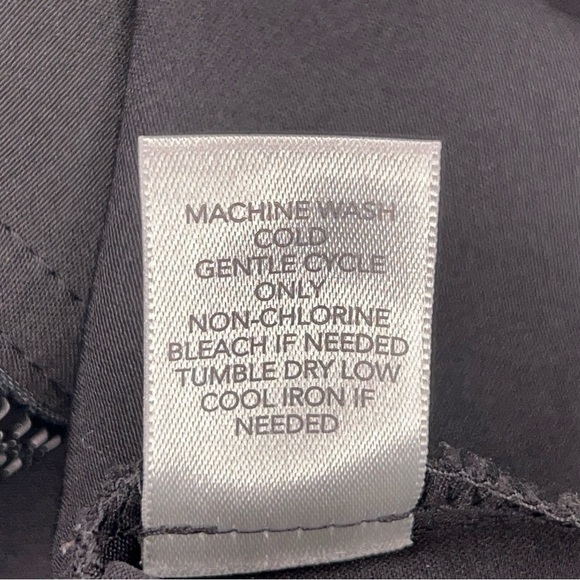 MACHINE WASH
COLD
GENTLE CYCLE
ONLY
NON-CHLORINE
BLEACH IF NEEDED
TUMBLE DRY LOW
COOL IRON IF
NEEDED